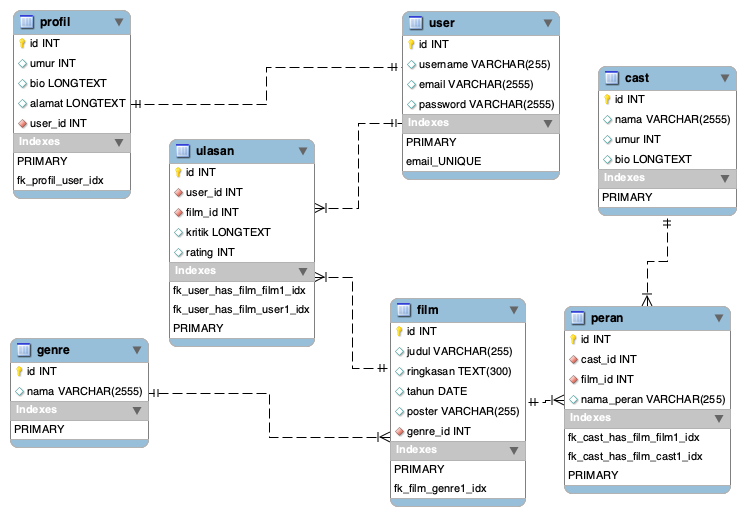 profil
id INT
umur INT
bio LONGTEXT
alamat LONGTEXT
user_id INT
Indexes
PRIMARY
fk_profil_user_idx
user
id INT
username VARCHAR(255)
email VARCHAR(2555)
password VARCHAR(2555)
Indexes
PRIMARY
email_UNIQUE
cast
id INT
nama VARCHAR(2555)
umur INT
bio LONGTEXT
Indexes
PRIMARY
ulasan
id INT
user_id INT
film_id INT
kritik LONGTEXT
rating INT
Indexes
fk_user_has_film_film1_idx
fk_user_has_film_user1_idx
PRIMARY
genre
id INT
nama VARCHAR(2555)
Indexes
PRIMARY
film
id INT
judul VARCHAR(255)
ringkasan TEXT(300)
tahun DATE
poster VARCHAR(255)
genre_id INT
Indexes
PRIMARY
fk_film_genre1_idx
peran
id INT
cast_id INT
film_id INT
nama_peran VARCHAR(255)
Indexes
fk_cast_has_film_film1_idx
fk_cast_has_film_cast1_idx
PRIMARY